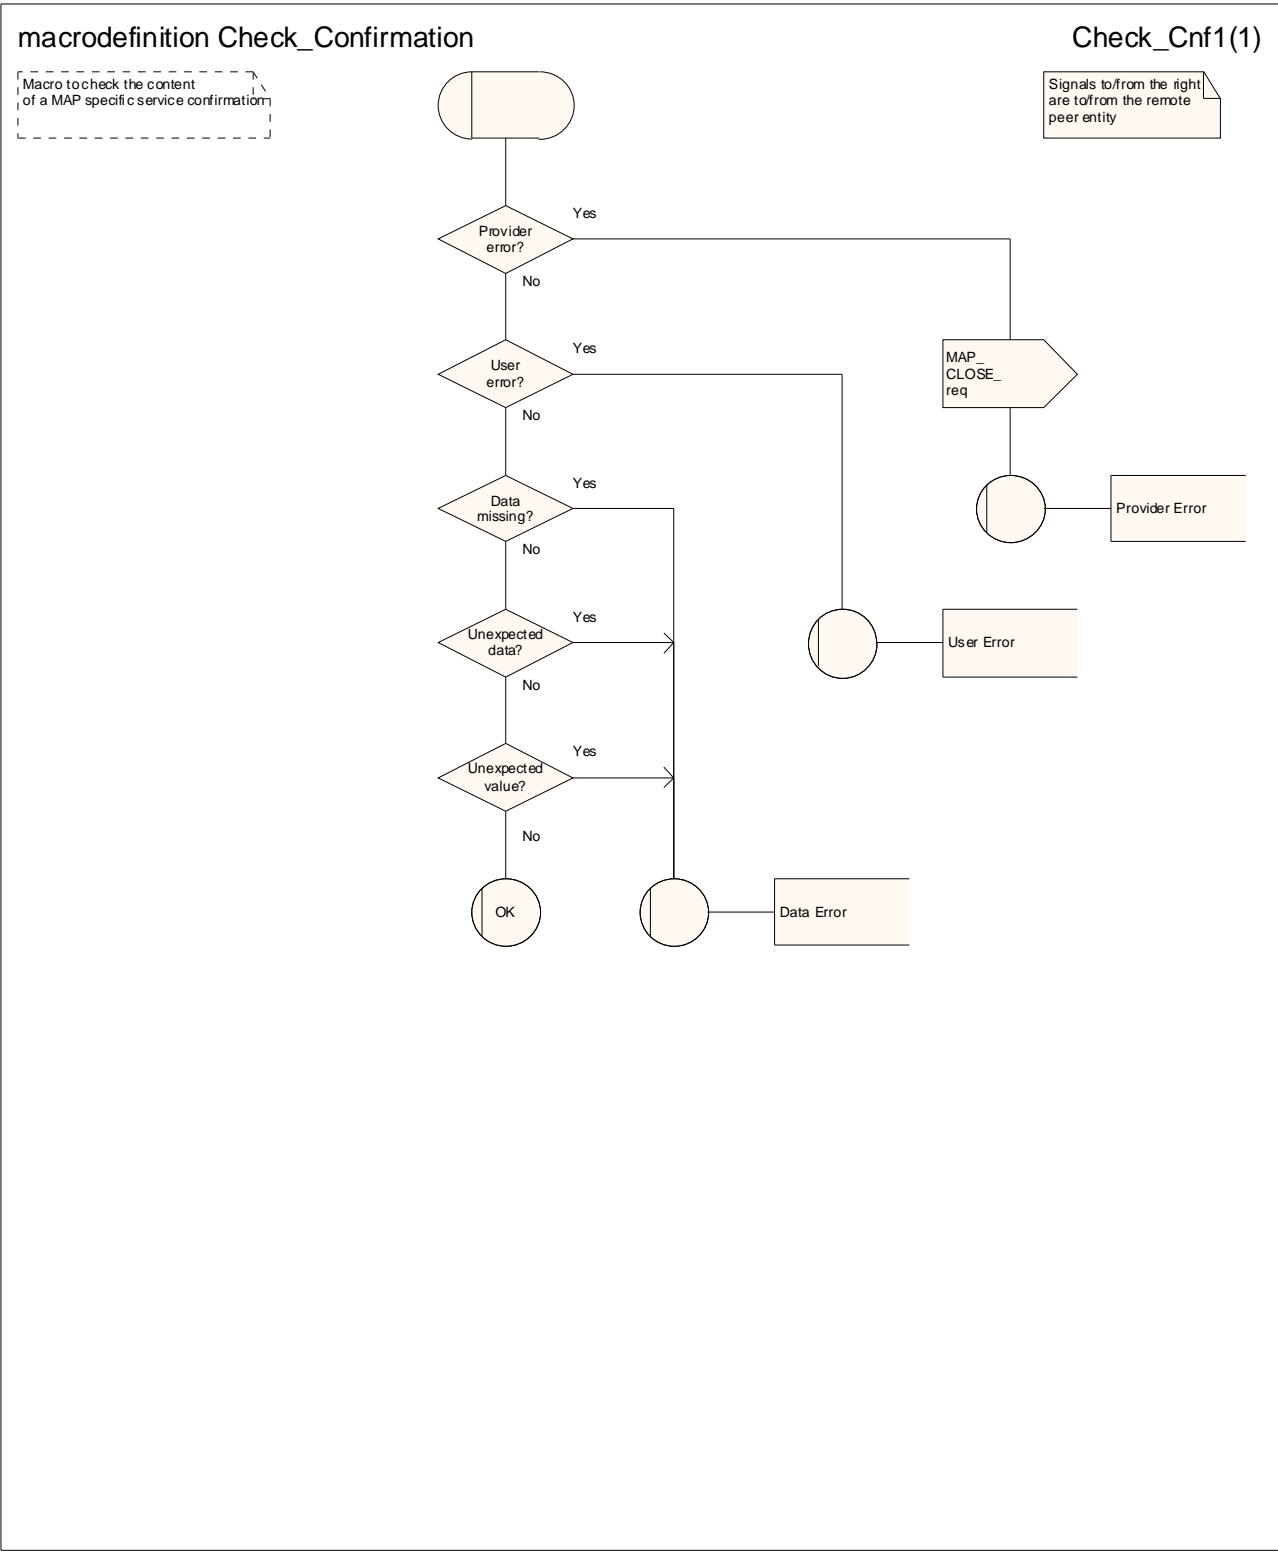 macrodefinition Check_Confirmation
Check_Cnf1(1)
Macro to check the content
of a MAP specific service confirmation
Signals to/from the right
are to/from the remote
peer entity
Yes
Provider
error?
No
Yes
User
error?
No
MAP_
CLOSE_
req
Yes
Data
missing?
No
Provider Error
Yes
Unexpected
data?
No
User Error
Yes
Unexpected
value?
No
OK
Data Error